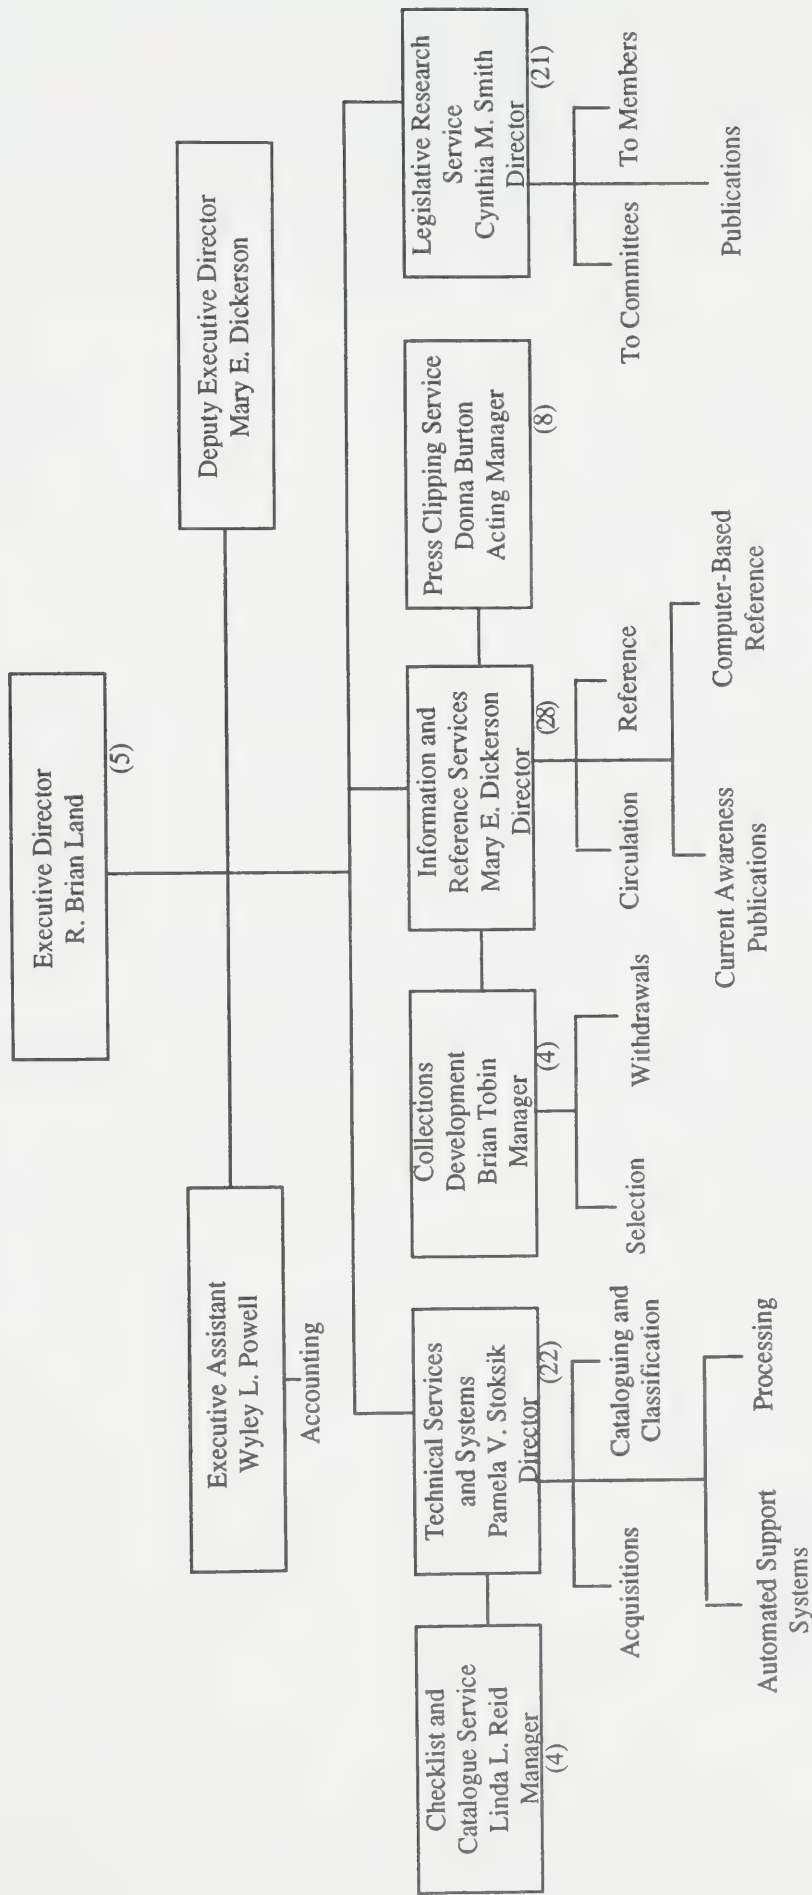 Executive Director
R. Brian Land
(5)
Executive Assistant
Wyley L. Powell
Accounting
Deputy Executive Director
Mary E. Dickerson
Checklist and
Catalogue Service
Linda L. Reid
Manager
(4)
Technical Services
and Systems
Pamela V. Stoksik
Director
(22)
Acquisitions
Cataloguing and
Classification
Automated Support
Systems
Processing
Collections
Development
Brian Tobin
Manager
(4)
Selection
Withdrawals
Information and
Reference Services
Mary E. Dickerson
Director
(28)
Circulation
Reference
Current Awareness
Publications
Computer-Based
Reference
Press Clipping Service
Donna Burton
Acting Manager
(8)
Legislative Research
Service
Cynthia M. Smith
Director
(21)
To Committees
To Members
Publications